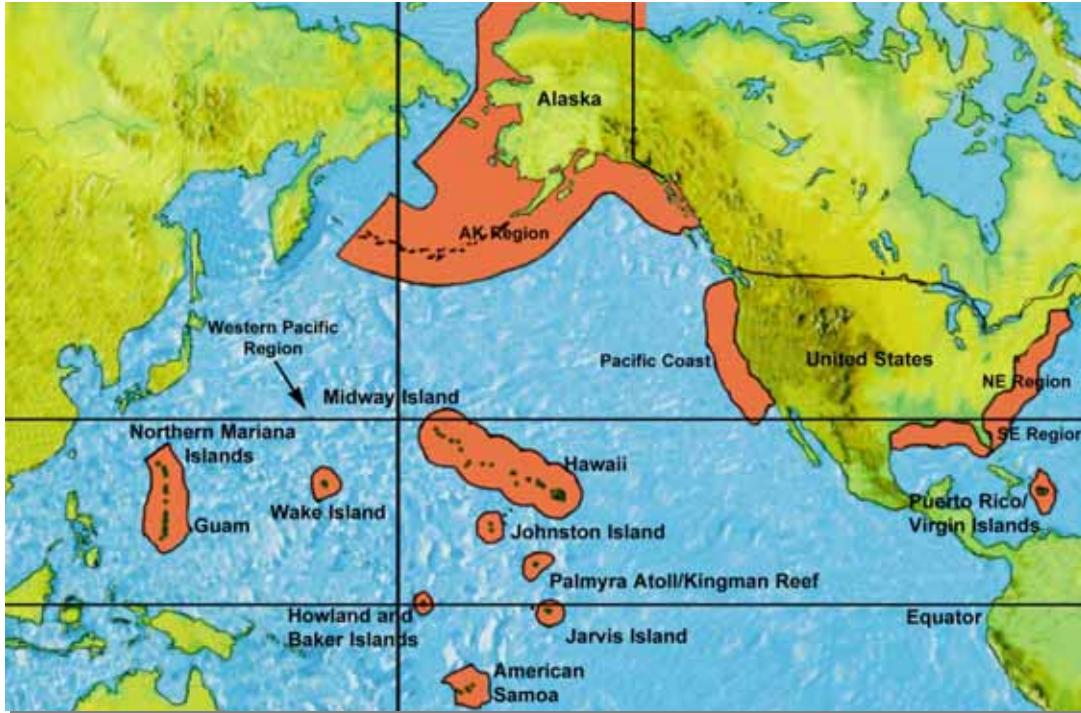 Alaska
AK Region
Western Pacific
Region
Pacific Coast
United States
NE Region
Midway Island
Northern Mariana
Islands
SE Region
Hawaii
Wake Island
Guam
Puerto Rico/
Virgin Islands
Johnston Island
Palmyra Atoll/Kingman Reef
Howland and
Baker Islands
Equator
Jarvis Island
American
Samoa